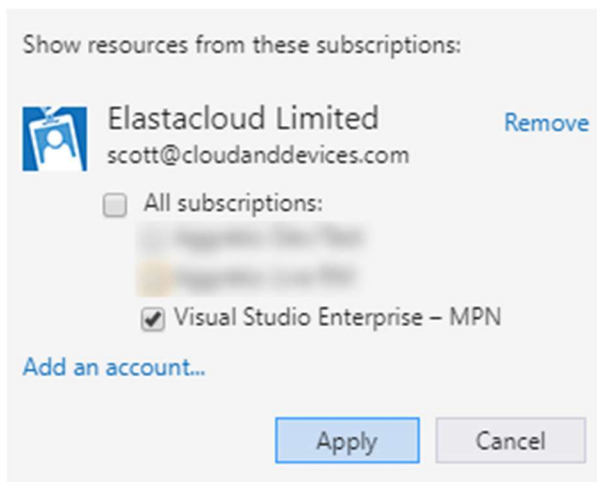 Show resources from these subscriptions:
Elastacloud Limited
Remove
scott@cloudanddevices.com
All subscriptions:
Visual Studio Enterprise – MPN
Add an account...
Apply
Cancel